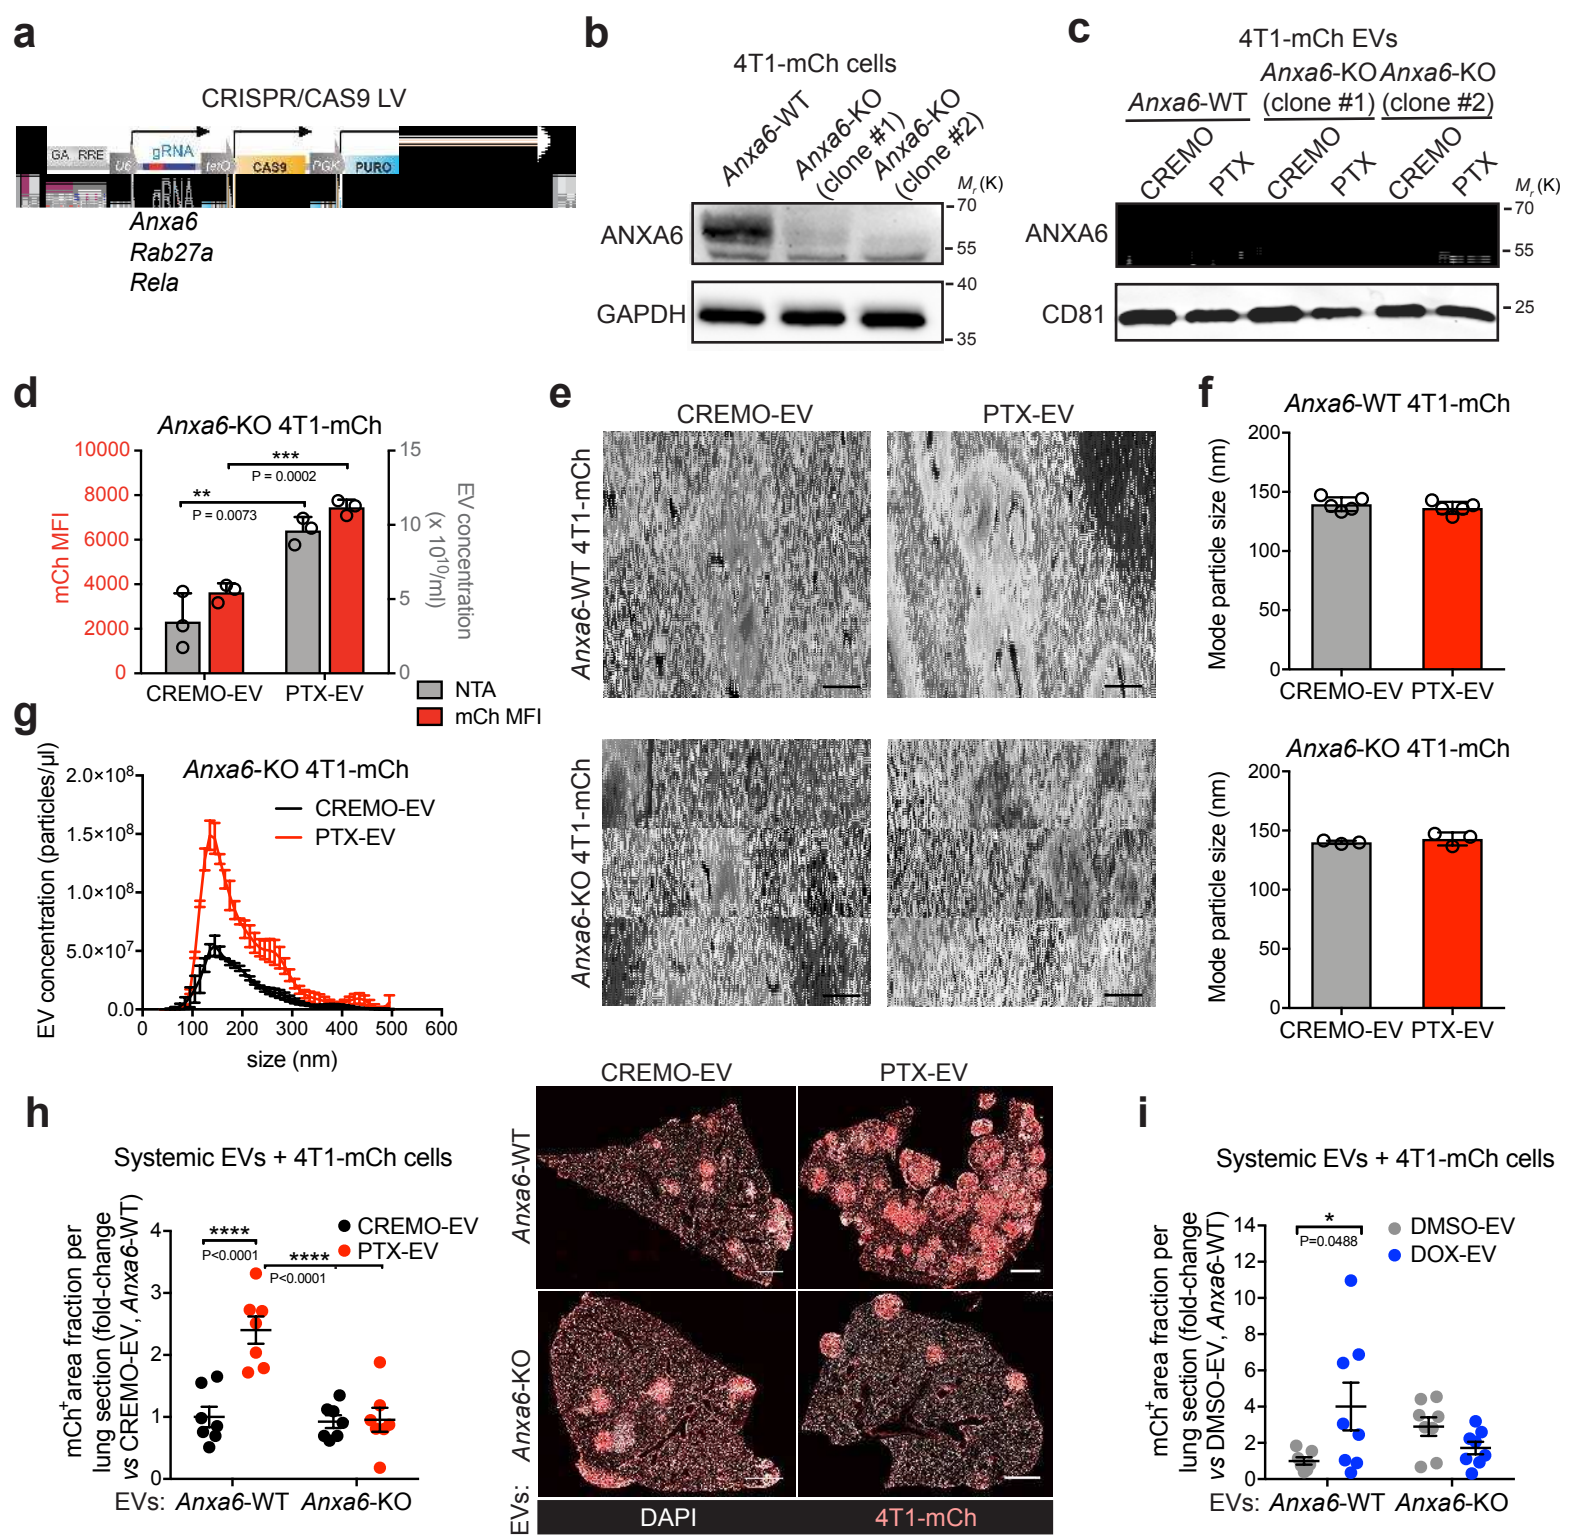 a
CRISPR/CAS9 LV
GA RRE U6 gRNA tetO CAS9 PGK PURO
Anxa6
Rab27a
Rela
b
4T1-mCh cells
Anxa6-WT
Anxa6-KO
(clone #1)
Anxa6-KO
(clone #2)
Mr (K)
ANXA6
70
55
GAPDH
40
35
c
4T1-mCh EVs
Anxa6-WT
Anxa6-KO
(clone #1)
Anxa6-KO
(clone #2)
CREMO
PTX
CREMO
PTX
CREMO
PTX
Mr (K)
ANXA6
70
55
CD81
25
d
Anxa6-KO 4T1-mCh
mCh MFI
10000
8000
6000
4000
2000
0
***
P = 0.0002
**
P = 0.0073
15
10
5
0
EV concentration
(x 10¹⁰/ml)
CREMO-EV PTX-EV
NTA
mCh MFI
e
CREMO-EV PTX-EV
Anxa6-WT 4T1-mCh
Anxa6-KO 4T1-mCh
f
Anxa6-WT 4T1-mCh
Mode particle size (nm)
200
150
100
50
0
CREMO-EV PTX-EV
Anxa6-KO 4T1-mCh
Mode particle size (nm)
200
150
100
50
0
CREMO-EV PTX-EV
g
Anxa6-KO 4T1-mCh
EV concentration (particles/µl)
2.0×10⁸
1.5×10⁸
1.0×10⁸
5.0×10⁷
0.0
CREMO-EV
PTX-EV
0 100 200 300 400 500 600
size (nm)
h
Systemic EVs + 4T1-mCh cells
mCh⁺ area fraction per
lung section (fold-change
vs CREMO-EV, Anxa6-WT)
4
3
2
1
0
CREMO-EV
PTX-EV
****
P<0.0001
****
P<0.0001
EVs: Anxa6-WT Anxa6-KO
CREMO-EV PTX-EV
Anxa6-WT
Anxa6-KO
EVs:
DAPI 4T1-mCh
i
Systemic EVs + 4T1-mCh cells
mCh⁺ area fraction per
lung section (fold-change
vs DMSO-EV, Anxa6-WT)
14
12
10
8
6
4
2
0
*
P=0.0488
DMSO-EV
DOX-EV
EVs: Anxa6-WT Anxa6-KO